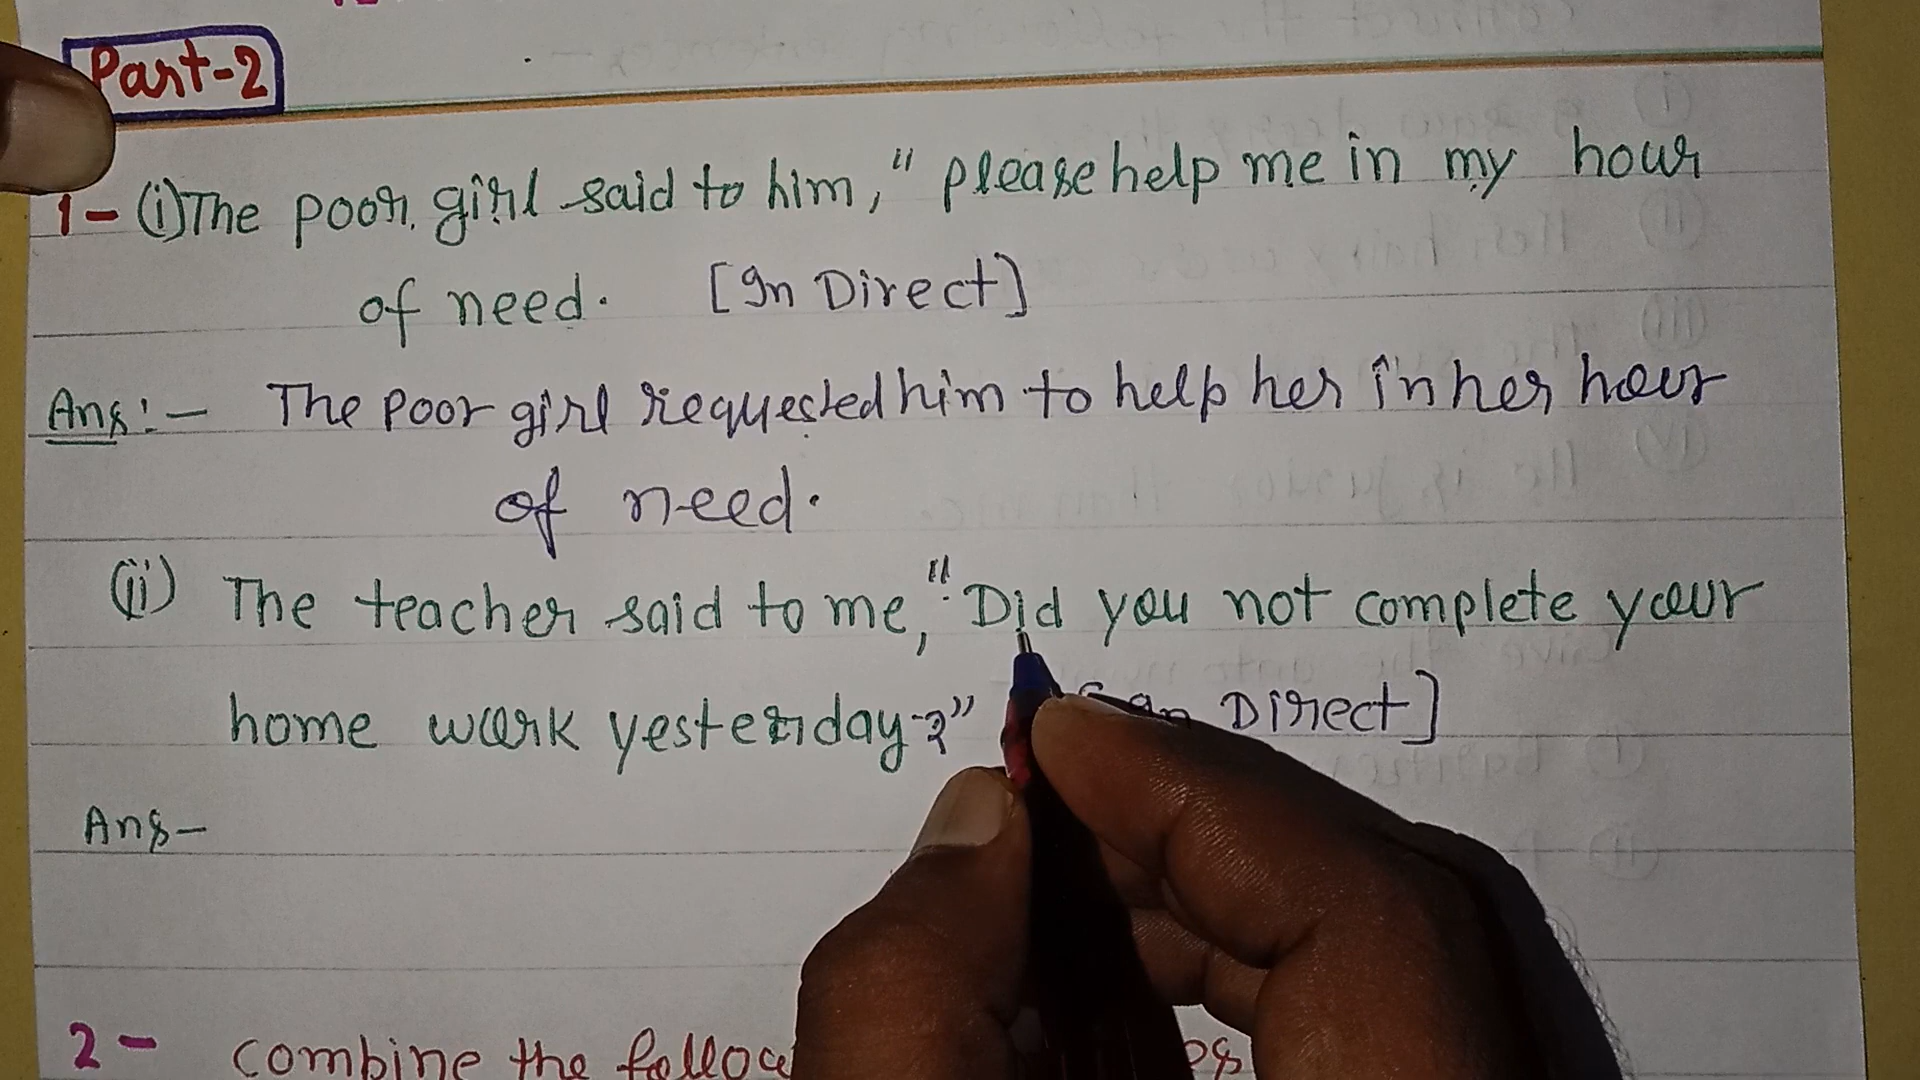 Part-2
1- (i) The poor girl said to him, "please help me in my hour
of need. [In Direct]
Ans:- The poor girl requested him to help her in her hour
of need.
(ii) The teacher said to me, "Did you not complete your
home work yesterday?" [In Direct]
Ans-
2- combine the